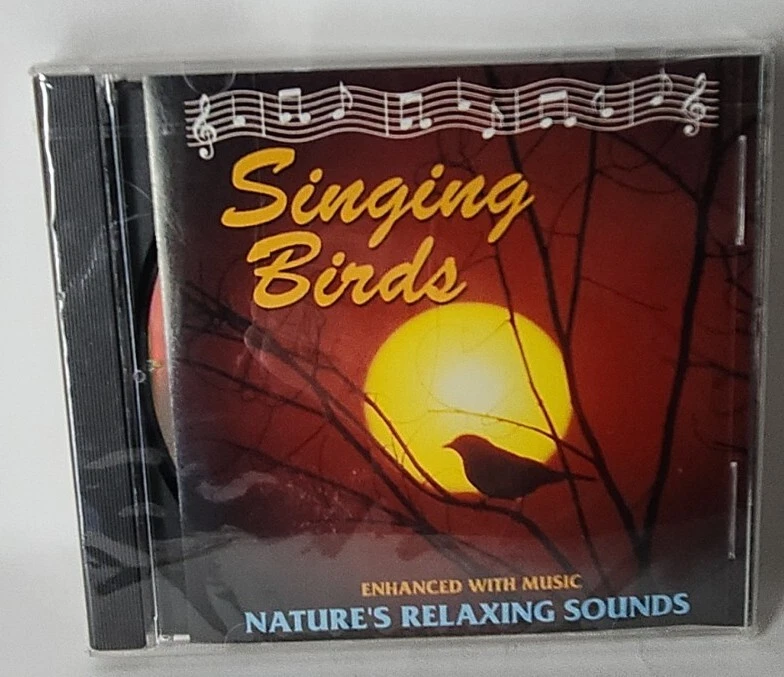 Singing
Birds
ENHANCED WITH MUSIC
NATURE'S RELAXING SOUNDS